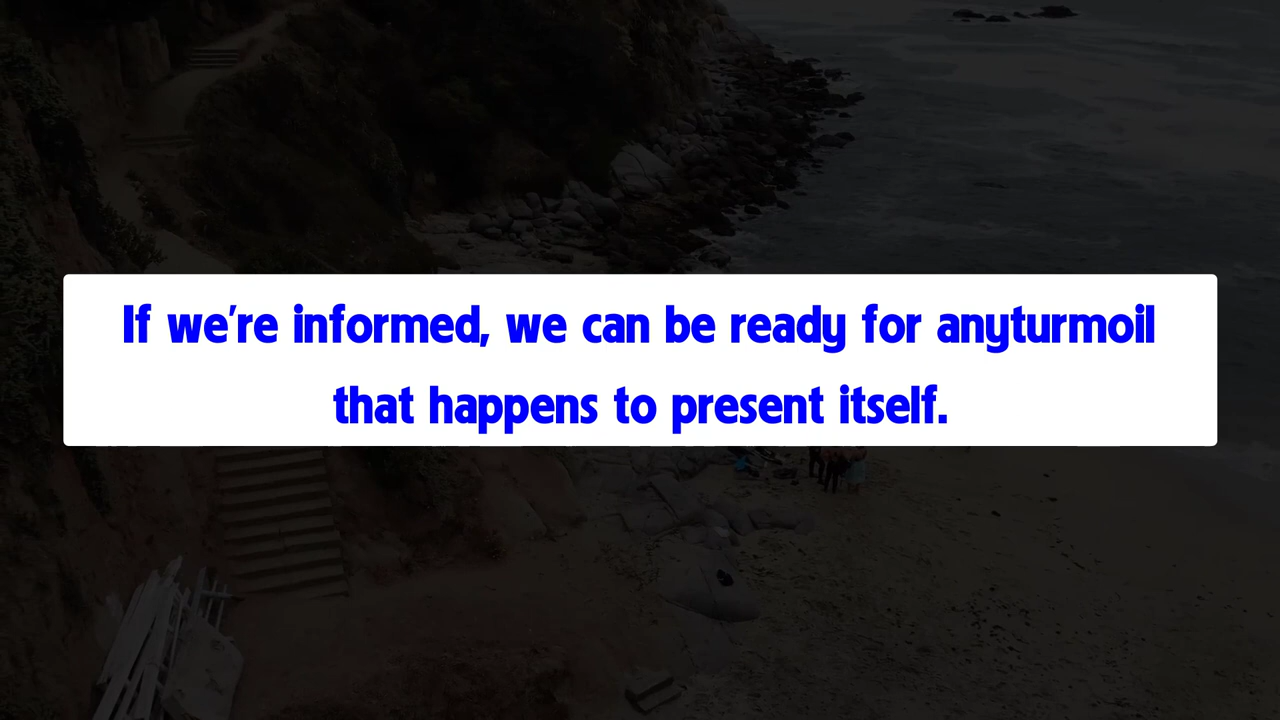 If we're informed, we can be ready for anyturmoil
that happens to present itself.